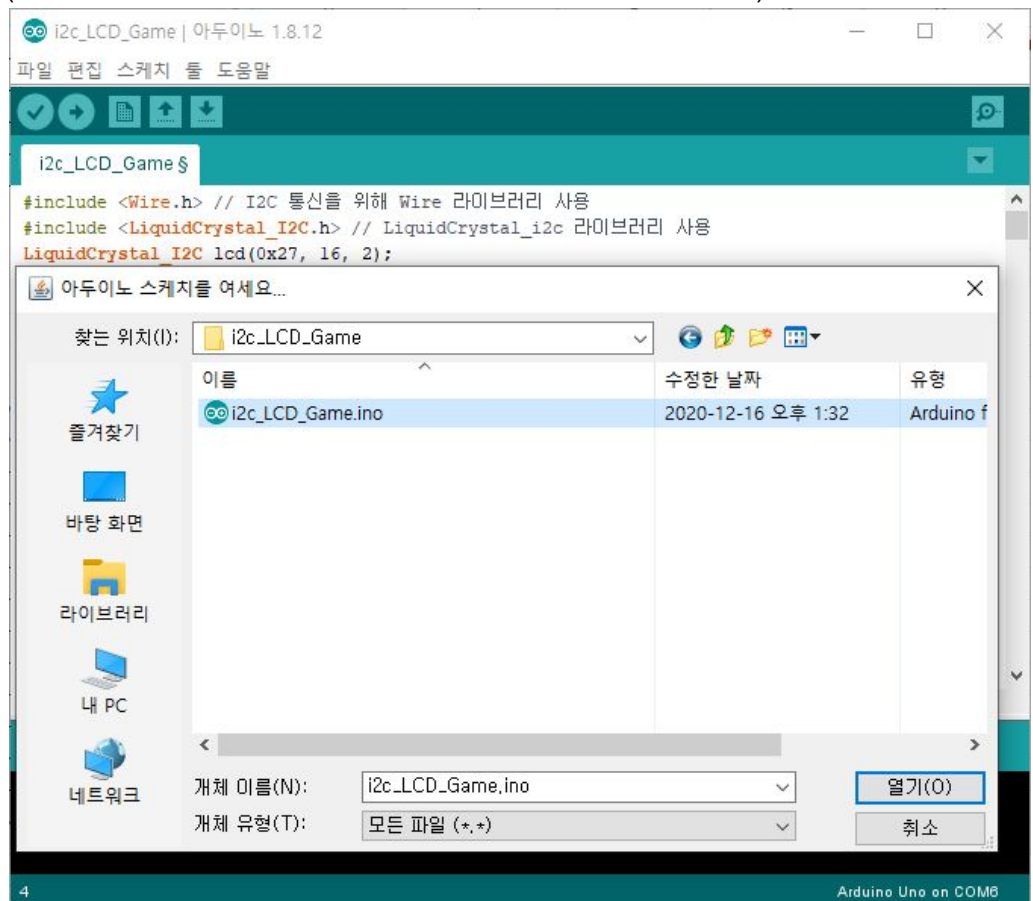 i2c_LCD_Game | 아두이노 1.8.12
파일 편집 스케치 툴 도움말
i2c_LCD_Game §
#include <Wire.h> // I2C 통신을 위해 Wire 라이브러리 사용
#include <LiquidCrystal_I2C.h> // LiquidCrystal_i2c 라이브러리 사용
LiquidCrystal_I2C lcd(0x27, 16, 2);
아두이노 스케치를 여세요...
찾는 위치(I): i2c_LCD_Game
이름 수정한 날짜 유형
i2c_LCD_Game.ino 2020-12-16 오후 1:32 Arduino f
즐겨찾기
바탕 화면
라이브러리
내 PC
네트워크
개체 이름(N): i2c_LCD_Game.ino 열기(O)
개체 유형(T): 모든 파일 (*.*) 취소
4 Arduino Uno on COM6